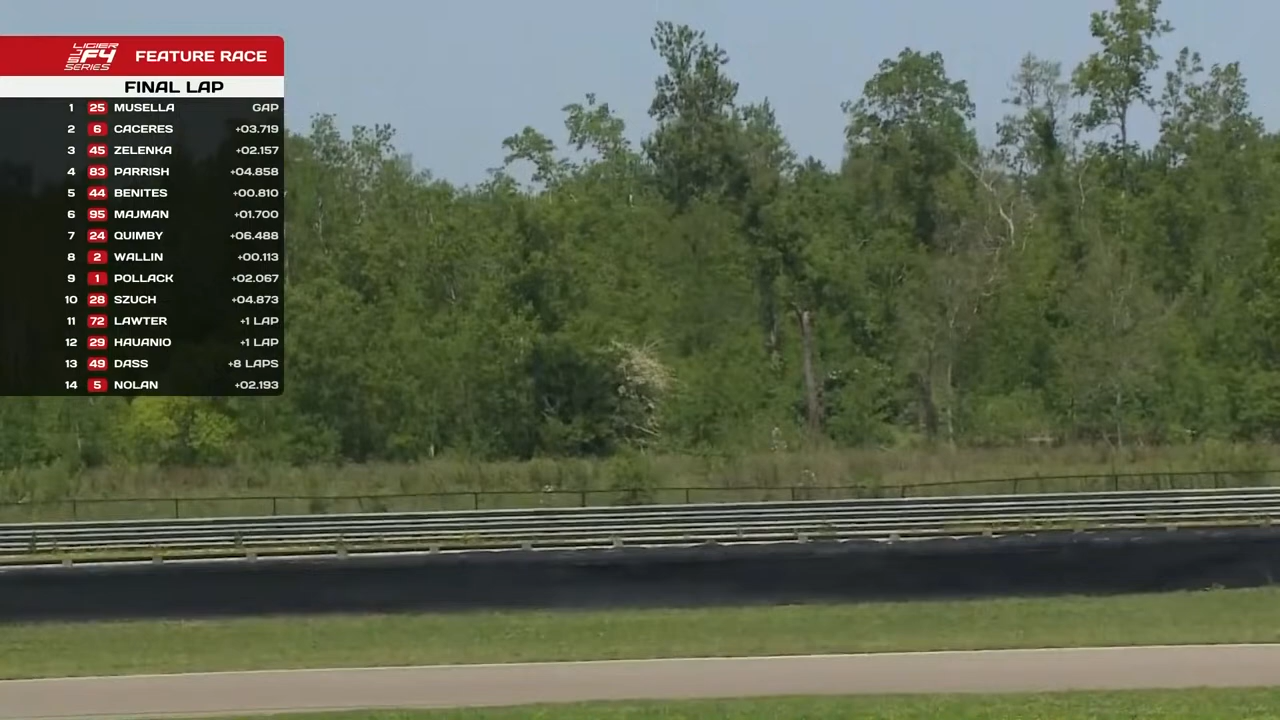 LIGIER
JS F4
SERIES
FEATURE RACE
FINAL LAP
1 25 MUSELLA GAP
2 6 CACERES +03.719
3 45 ZELENKA +02.157
4 83 PARRISH +04.858
5 44 BENITES +00.810
6 95 MAJMAN +01.700
7 24 QUIMBY +06.488
8 2 WALLIN +00.113
9 1 POLLACK +02.067
10 28 SZUCH +04.873
11 72 LAWTER +1 LAP
12 29 HAUANIO +1 LAP
13 49 DASS +8 LAPS
14 5 NOLAN +02.193